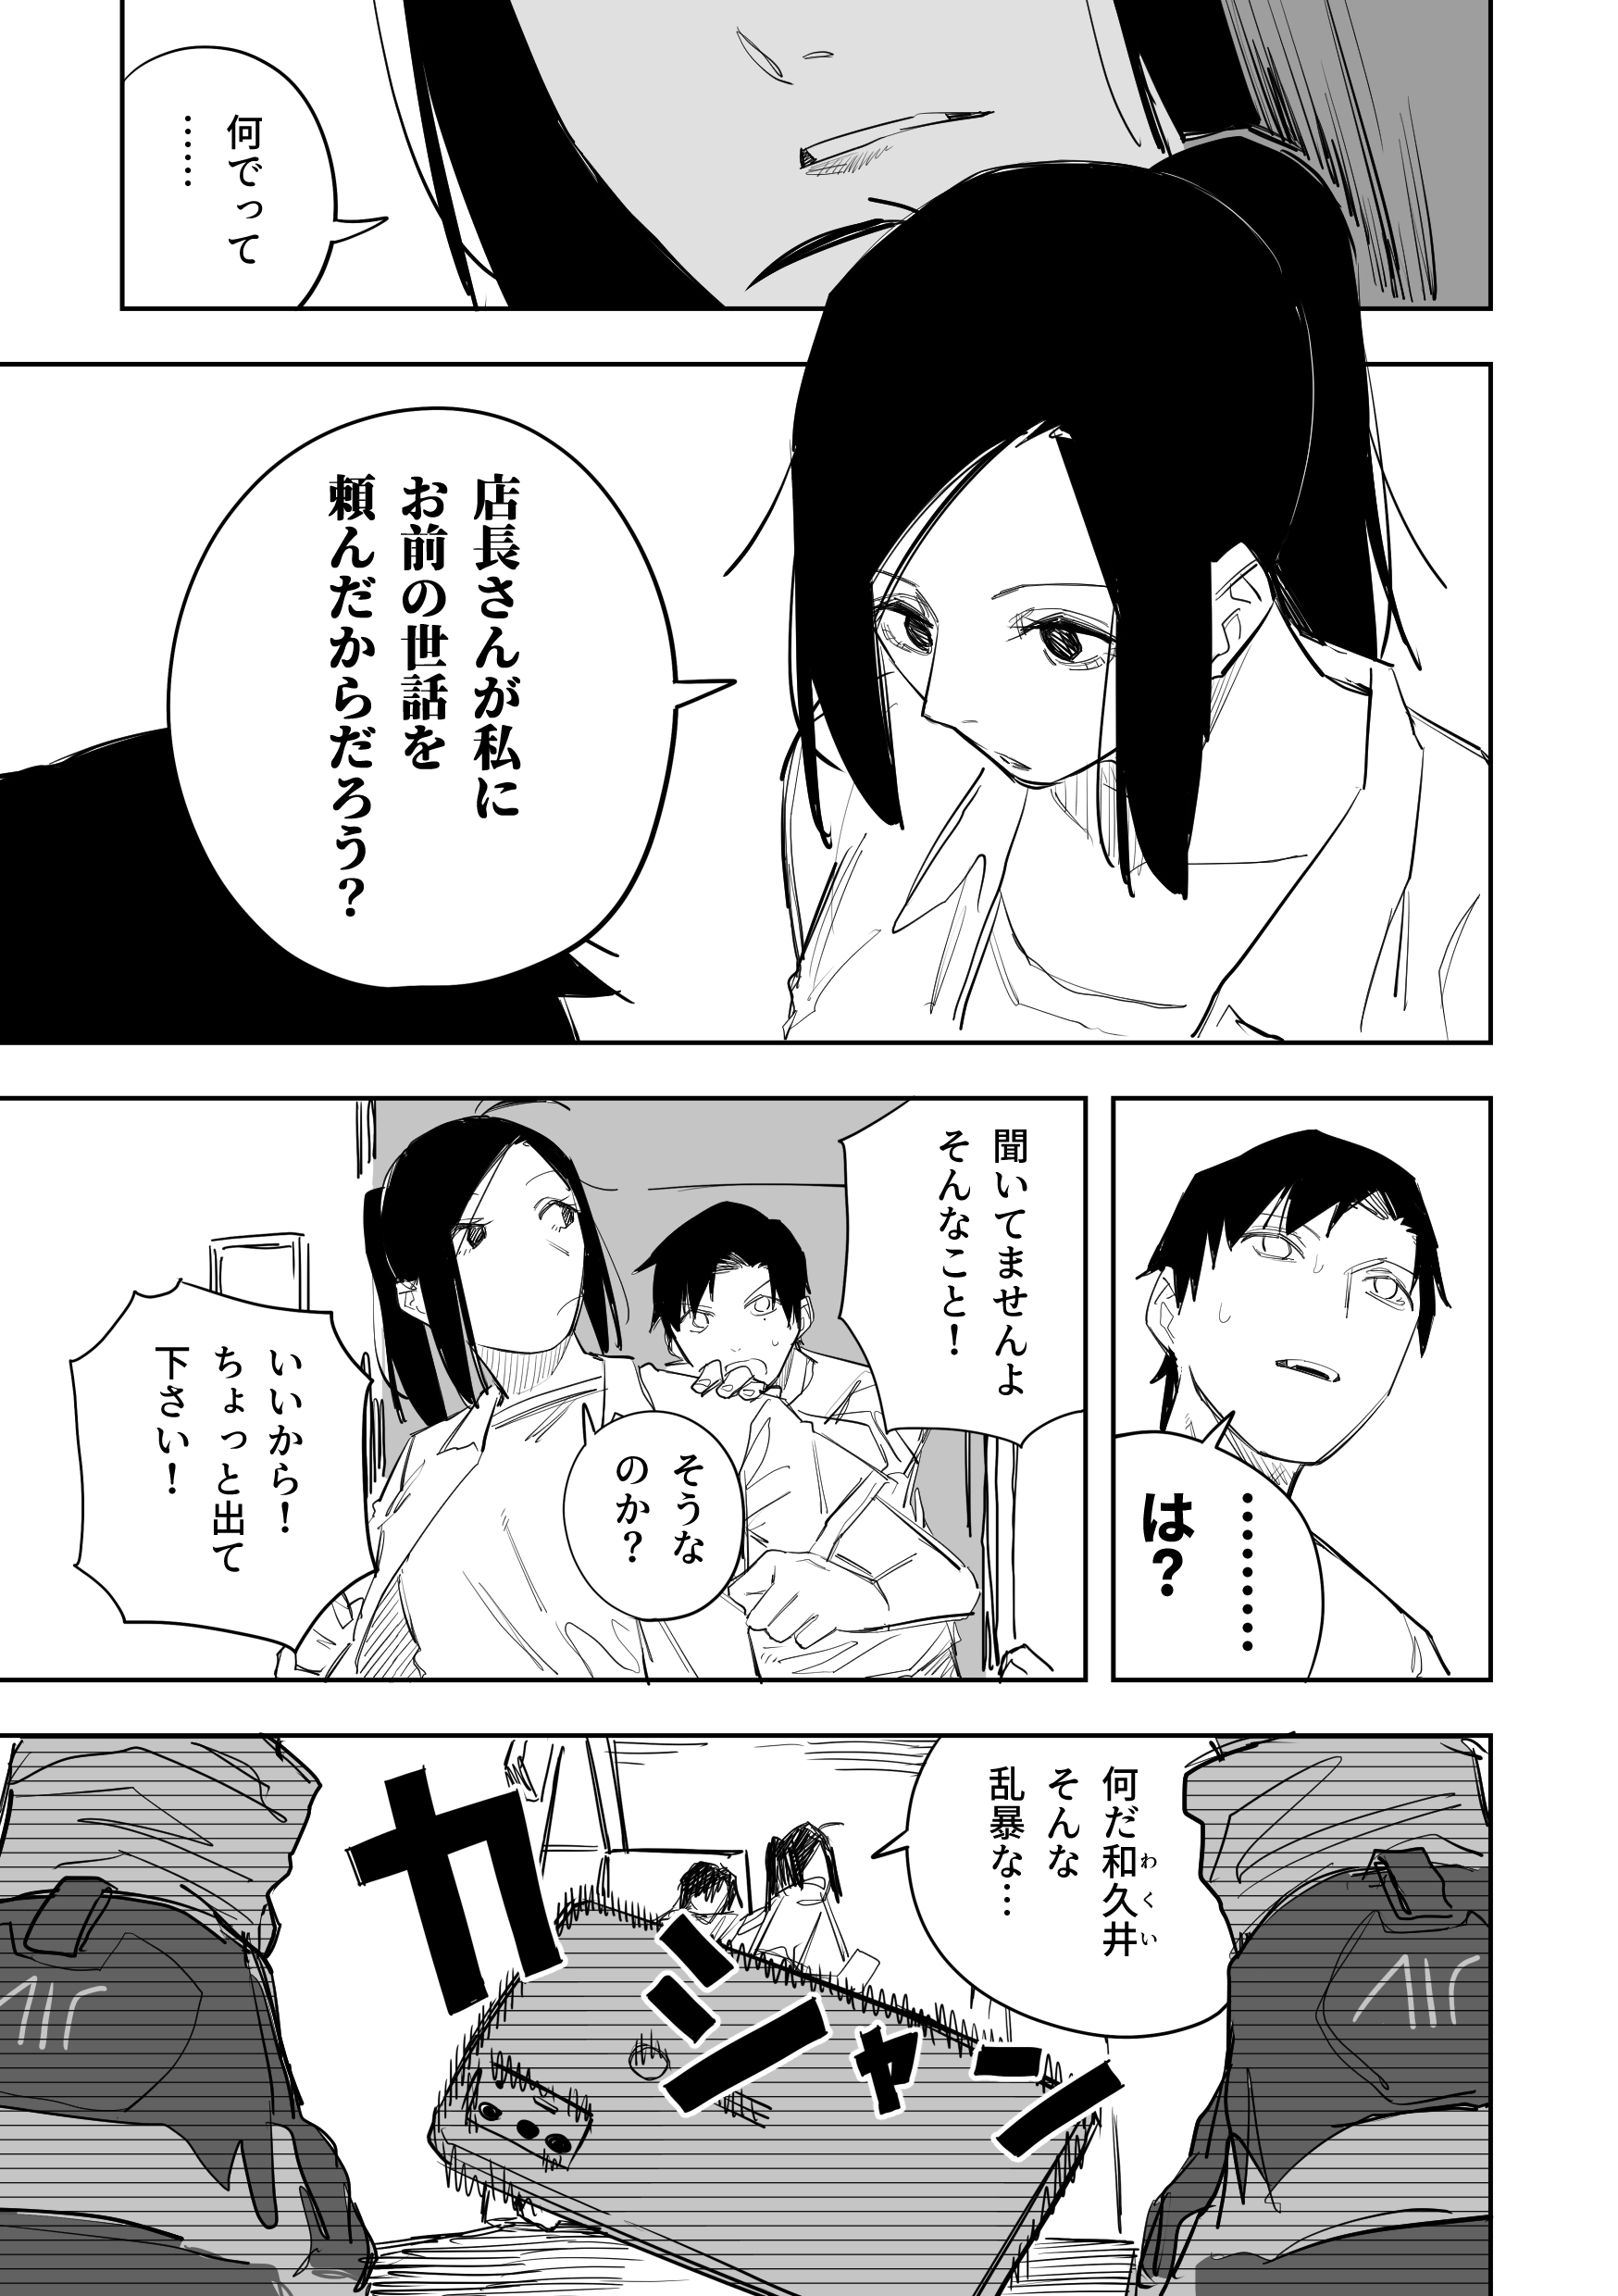 何でって
……
店長さんが私に
お前の世話を
頼んだからだろう?
………
は?
聞いてませんよ
そんなこと!
そうな
のか?
いいから!
ちょっと出て
下さい!
何だ和久井
わくい
そんな
乱暴な…
カシャーン
Air
Air